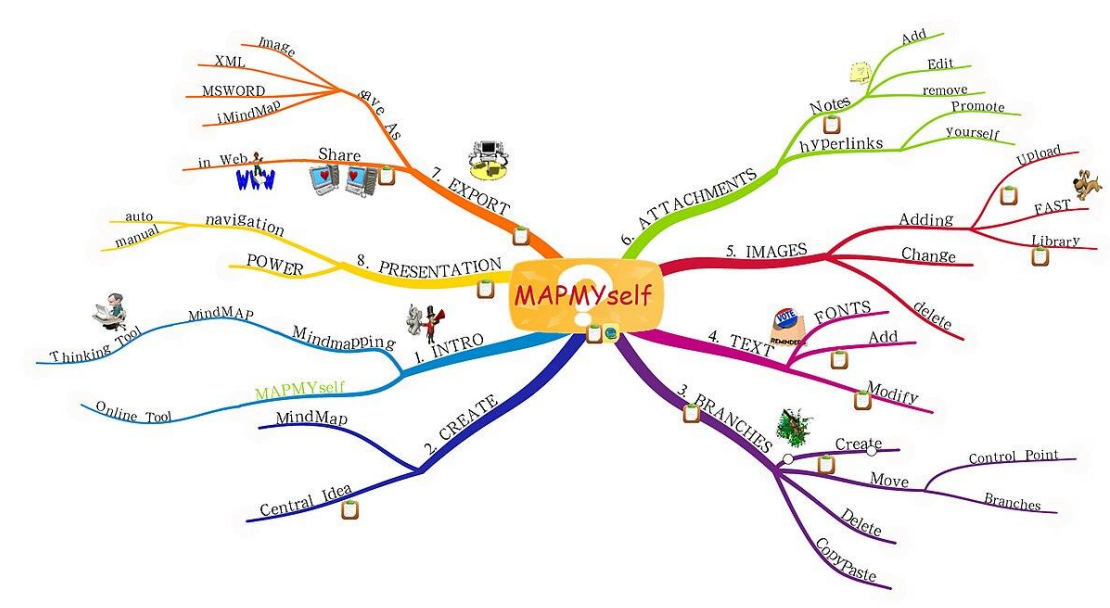 MAPMYself
1. INTRO
Mindmapping
MindMAP
Thinking Tool
MAPMYself
Online Tool
2. CREATE
MindMap
Central Idea
3. BRANCHES
Create
Move
Control Point
Branches
Delete
CopyPaste
4. TEXT
VOTE
REMINDER
FONTS
Add
Modify
5. IMAGES
Adding
Upload
FAST
Library
Change
delete
6. ATTACHMENTS
Notes
Add
Edit
remove
hyperlinks
Promote
yourself
7. EXPORT
save As
Image
XML
MSWORD
iMindMap
Share
in Web
WWW
8. PRESENTATION
navigation
auto
manual
POWER